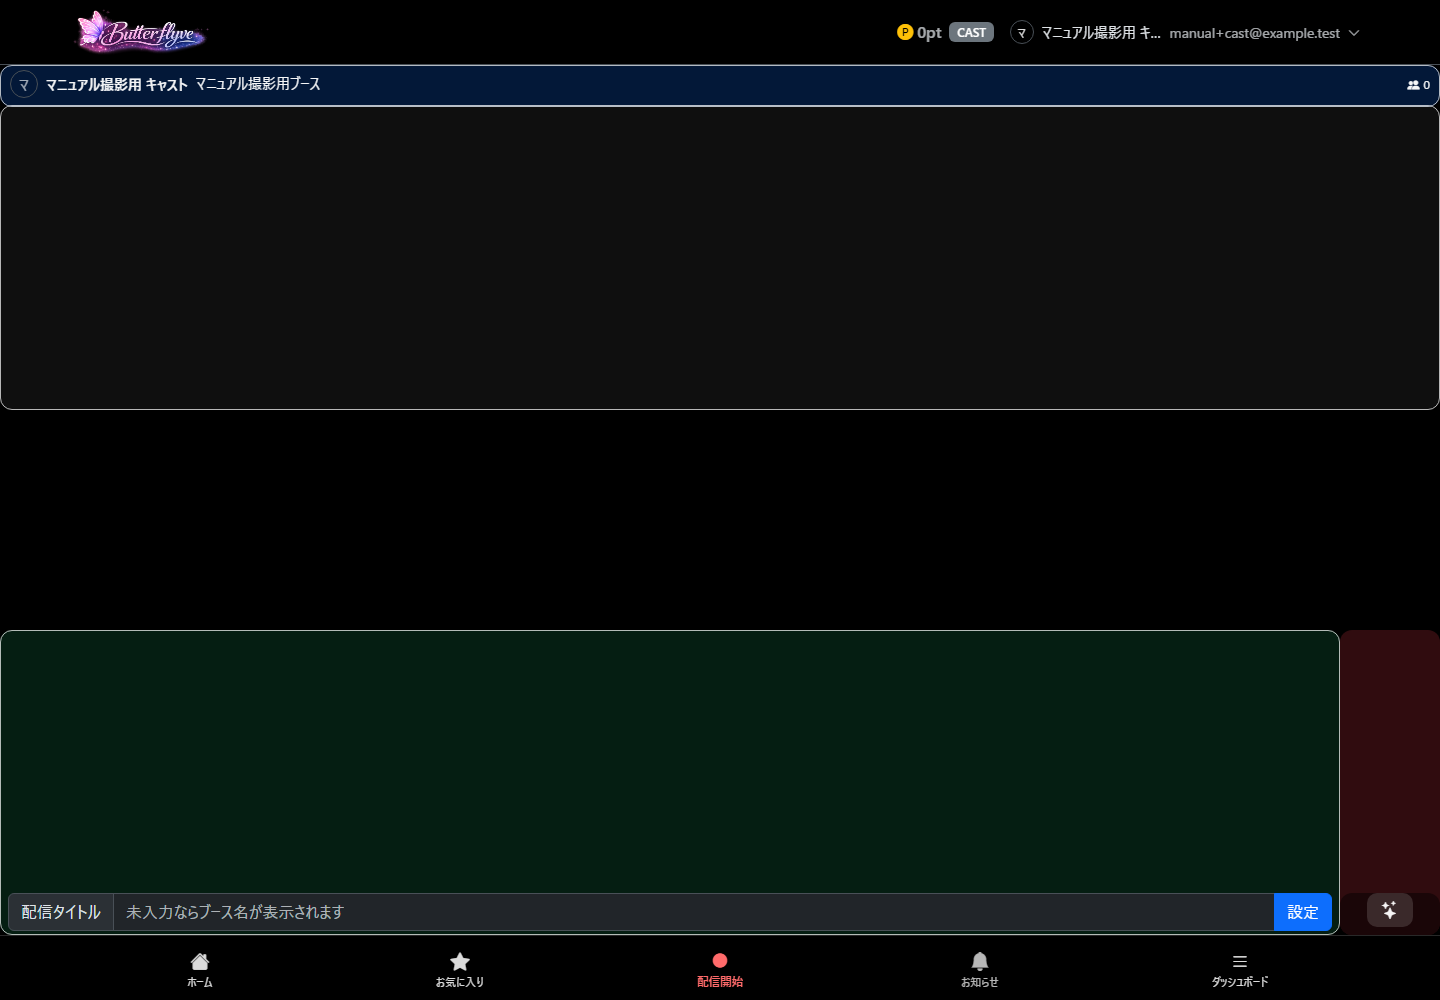 Butterflyve
P 0pt CAST マ マニュアル撮影用 キ... manual+cast@example.test
マ マニュアル撮影用 キャスト マニュアル撮影用ブース 0
配信タイトル 未入力ならブース名が表示されます 設定
ホーム お気に入り 配信開始 お知らせ ダッシュボード